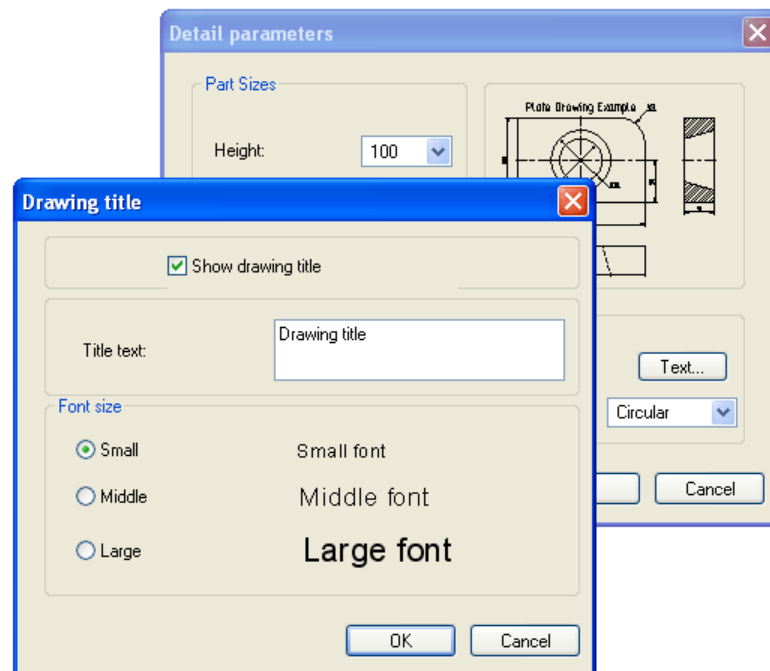 Detail parameters
Part Sizes
Plate Drawing Example
Height:
100
Drawing title
Show drawing title
Title text:
Drawing title
Text...
Font size
Circular
Small
Small font
Middle
Middle font
Cancel
Large
Large font
OK
Cancel